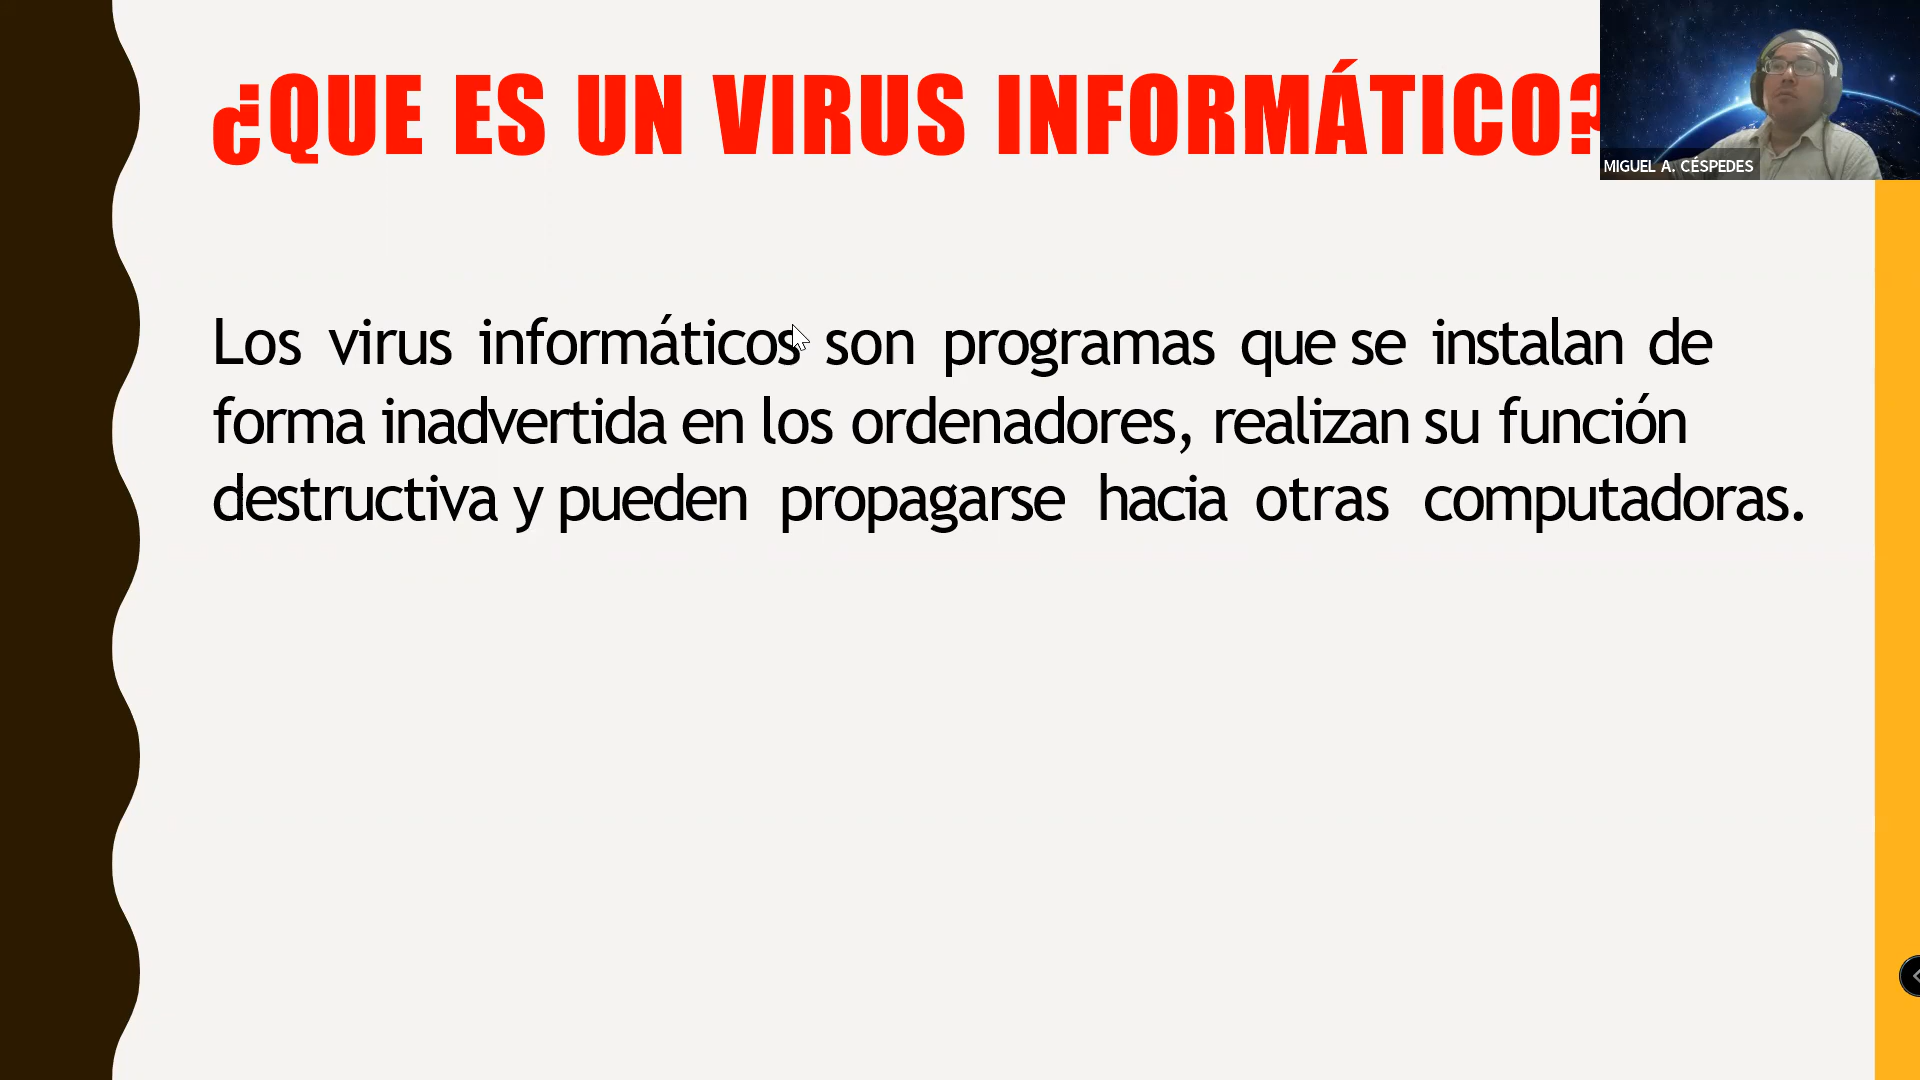 ¿QUE ES UN VIRUS INFORMÁTICO?
MIGUEL A. CÉSPEDES
Los virus informáticos son programas que se instalan de
forma inadvertida en los ordenadores, realizan su función
destructiva y pueden propagarse hacia otras computadoras.